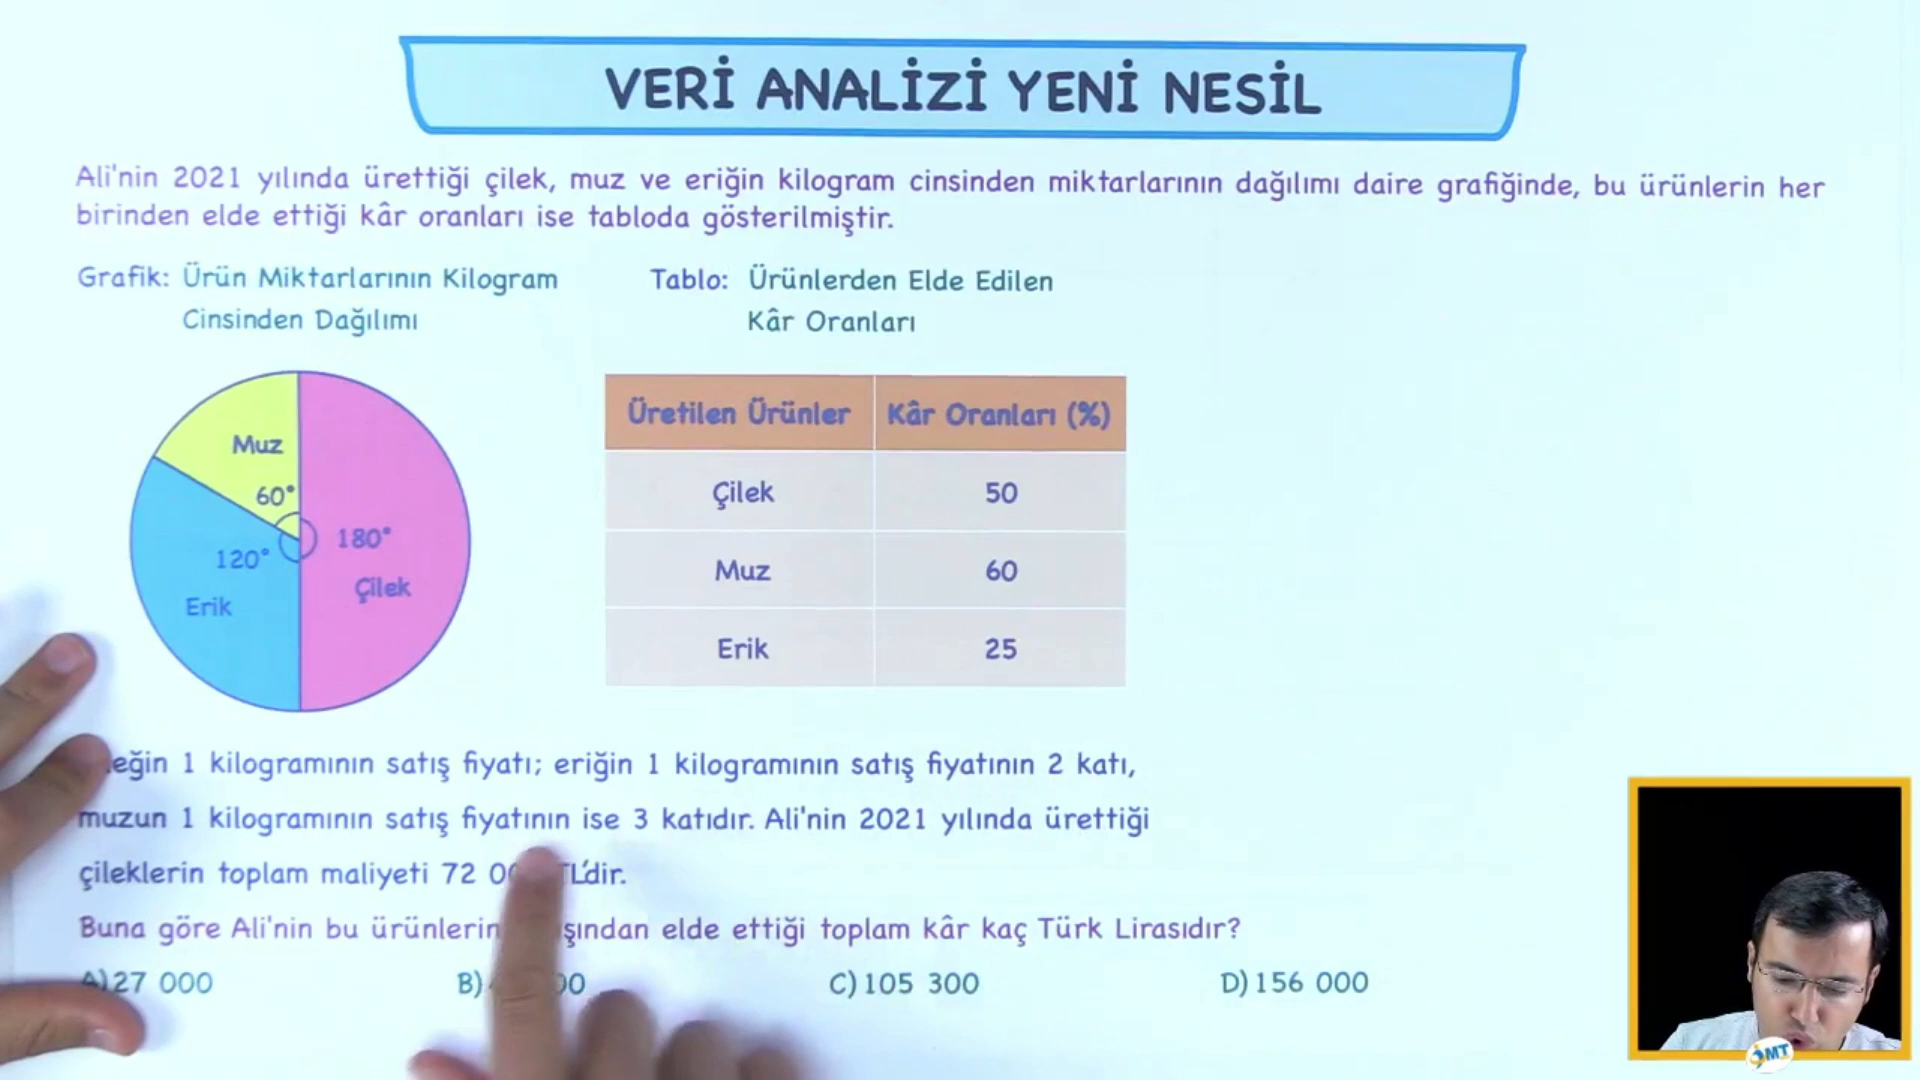 VERİ ANALİZİ YENİ NESİL
Ali'nin 2021 yılında ürettiği çilek, muz ve eriğin kilogram cinsinden miktarlarının dağılımı daire grafiğinde, bu ürünlerin her
birinden elde ettiği kâr oranları ise tabloda gösterilmiştir.
Grafik: Ürün Miktarlarının Kilogram
Cinsinden Dağılımı
Tablo: Ürünlerden Elde Edilen
Kâr Oranları
Muz
60°
120°
Erik
180°
Çilek
Üretilen Ürünler Kâr Oranları (%)
Çilek 50
Muz 60
Erik 25
1 kilogramının satış fiyatı; eriğin 1 kilogramının satış fiyatının 2 katı,
muzun 1 kilogramının satış fiyatının ise 3 katıdır. Ali'nin 2021 yılında ürettiği
çileklerin toplam maliyeti 72 TL'dir.
Buna göre Ali'nin bu ürünlerin elde ettiği toplam kâr kaç Türk Lirasıdır?
A) 27 000
B)
C) 105 300
D) 156 000
MT